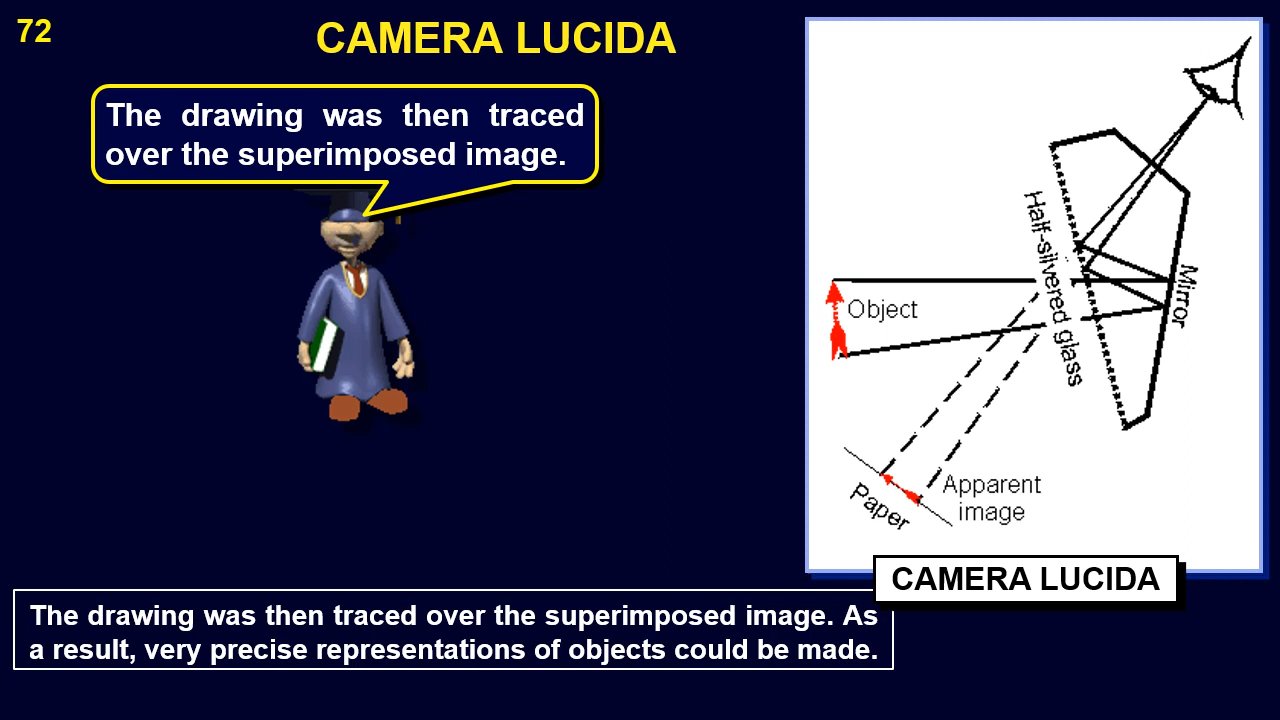 72
CAMERA LUCIDA
The drawing was then traced
over the superimposed image.
Half-silvered glass
Mirror
Object
Apparent
image
Paper
CAMERA LUCIDA
The drawing was then traced over the superimposed image. As
a result, very precise representations of objects could be made.